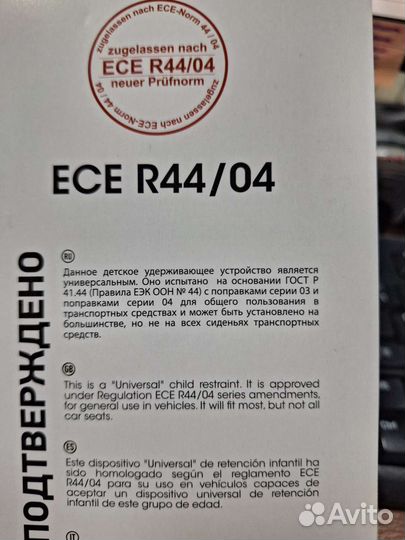 zugelassen nach ECE-Norm 44 / 04
zugelassen nach
ECE R44/04
neuer Prüfnorm
zugelassen nach ECE-Norm 44 / 04
ECE R44/04
ПОДТВЕРЖДЕНО
RU
Данное детское удерживающее устройство является
универсальным. Оно испытано на основании ГОСТ Р
41.44 (Правила ЕЭК ООН № 44) с поправками серии 03 и
поправками серии 04 для общего пользования в
транспортных средствах и может быть установлено на
большинстве, но не на всех сиденьях транспортных
средств.
GB
This is a "Universal" child restraint. It is approved
under Regulation ECE R44/04 series amendments,
for general use in vehicles. It will fit most, but not all
car seats.
ES
Este dispositivo "Universal" de retención infantil ha
sido homologado según el reglamento ECE
R44/04 para su uso en vehículos capaces de
aceptar un dispositivo universal de retención
infantil de este grupo de edad.
IT
Avito